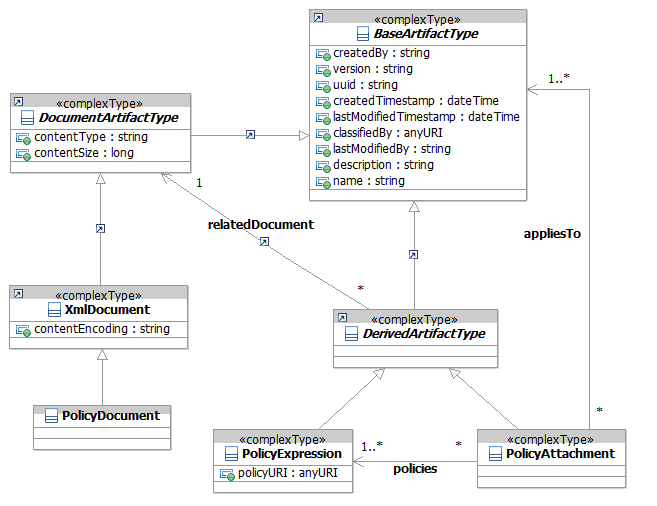 «complexType»
BaseArtifactType
createdBy : string
version : string
uuid : string
createdTimestamp : dateTime
lastModifiedTimestamp : dateTime
classifiedBy : anyURI
lastModifiedBy : string
description : string
name : string
«complexType»
DocumentArtifactType
contentType : string
contentSize : long
1..*
1
relatedDocument
appliesTo
*
«complexType»
XmlDocument
contentEncoding : string
«complexType»
DerivedArtifactType
PolicyDocument
*
«complexType»
PolicyExpression
policyURI : anyURI
1..*
*
policies
«complexType»
PolicyAttachment